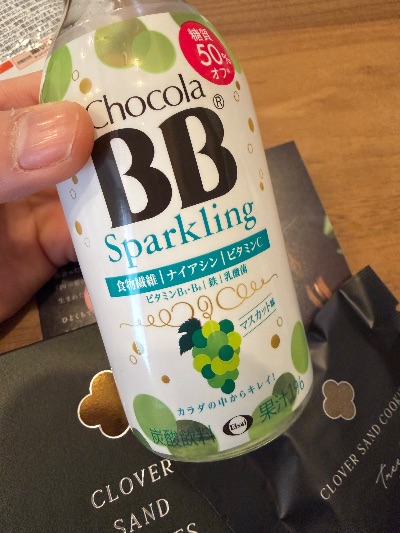 糖質
50%
オフ※
Chocola
BB®
Sparkling
食物繊維｜ナイアシン｜ビタミンC
ビタミンB₁・B₆｜鉄｜乳酸菌
マスカット味
カラダの中からキレイ!
炭酸飲料
Eisai
果汁1%
CLOVER
SAND
CLOVER SAND COOKI